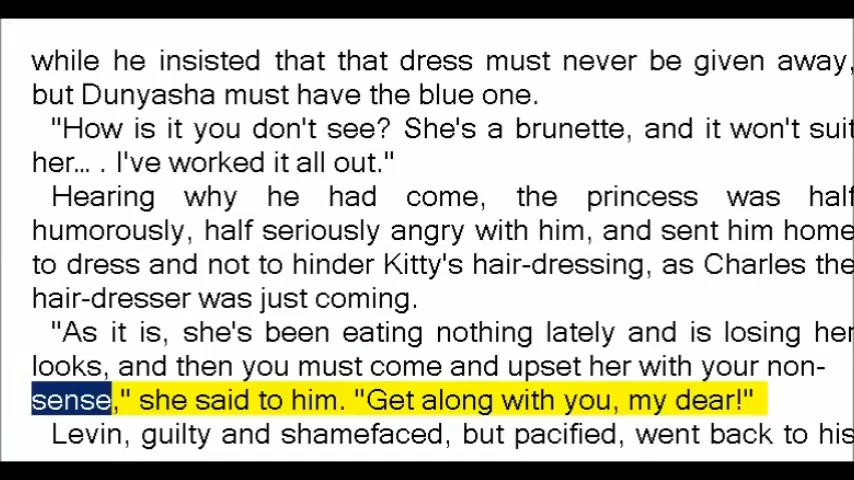 while he insisted that that dress must never be given away,
but Dunyasha must have the blue one.
"How is it you don't see? She's a brunette, and it won't suit
her... . I've worked it all out."
Hearing why he had come, the princess was half
humorously, half seriously angry with him, and sent him home
to dress and not to hinder Kitty's hair-dressing, as Charles the
hair-dresser was just coming.
"As it is, she's been eating nothing lately and is losing her
looks, and then you must come and upset her with your non-
sense," she said to him. "Get along with you, my dear!"
Levin, guilty and shamefaced, but pacified, went back to his